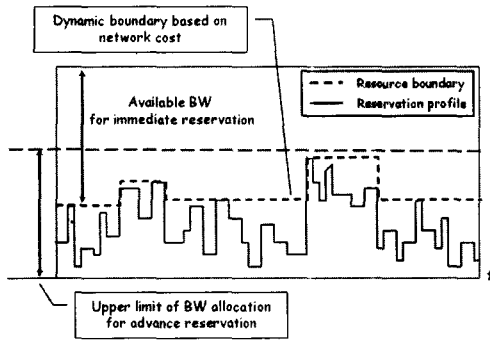 Dynamic boundary based on
network cost
Available BW
for immediate reservation
Resource boundary
Reservation profile
t
Upper limit of BW allocation
for advance reservation